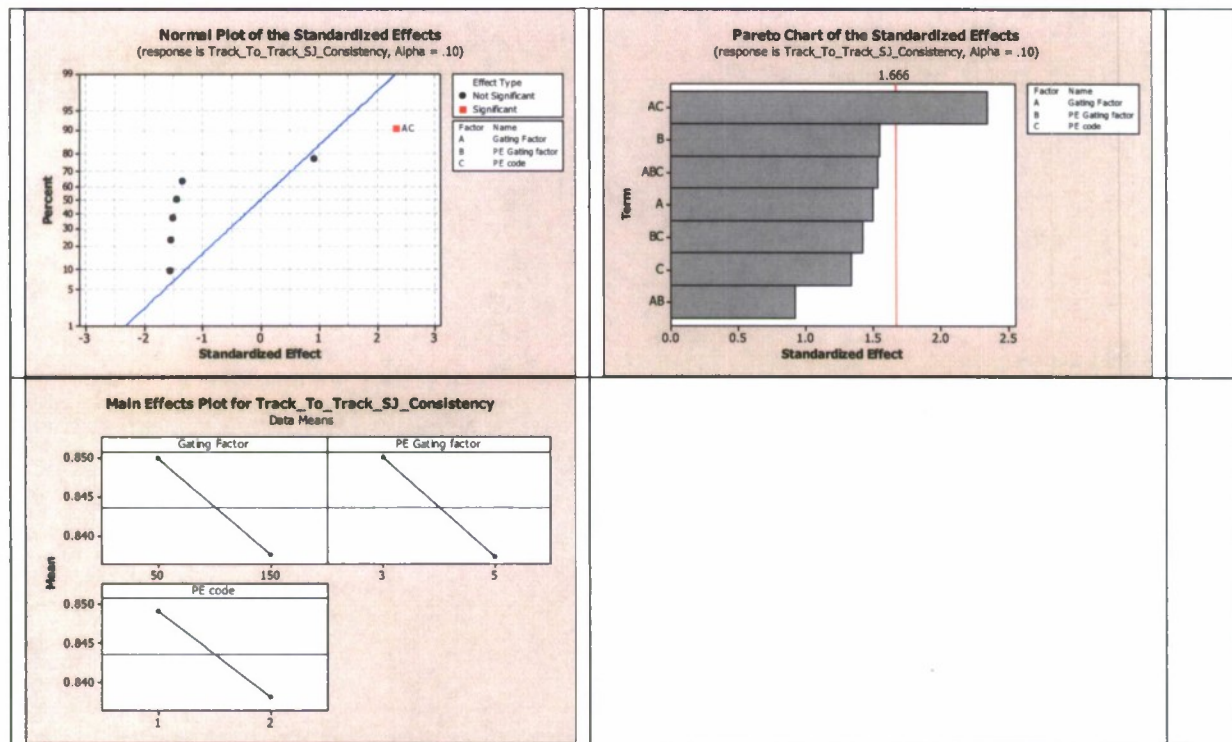 Normal Plot of the Standardized Effects
(response is Track_To_Track_SJ_Consistency, Alpha = .10)
99
95
90
80
70
60
50
40
30
20
10
5
1
Percent
-3 -2 -1 0 1 2 3
Standardized Effect
AC
Effect Type
Not Significant
Significant
Factor Name
A Gating Factor
B PE Gating factor
C PE code
Pareto Chart of the Standardized Effects
(response is Track_To_Track_SJ_Consistency, Alpha = .10)
1.666
Term
AC
B
ABC
A
BC
C
AB
0.0 0.5 1.0 1.5 2.0 2.5
Standardized Effect
Factor Name
A Gating Factor
B PE Gating factor
C PE code
Main Effects Plot for Track_To_Track_SJ_Consistency
Data Means
Gating Factor PE Gating factor
0.850
0.845
0.840
50 150 3 5
Mean
PE code
0.850
0.845
0.840
1 2